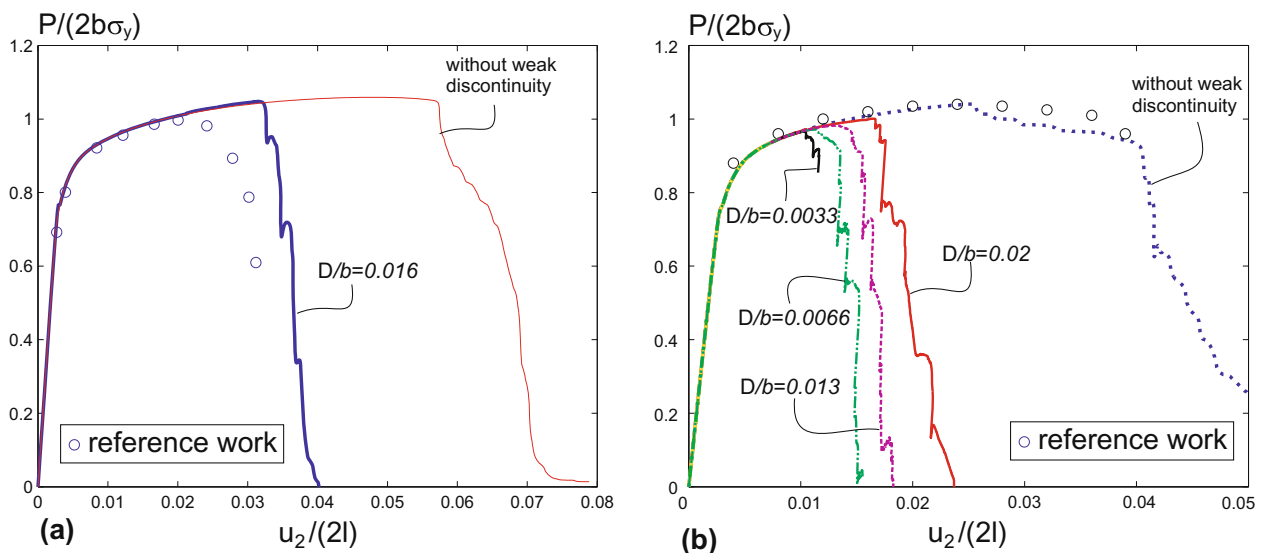 P/(2bσy)
1.2
1
0.8
0.6
0.4
0.2
0
without weak
discontinuity
D/b=0.016
reference work
0
0.01
0.02
0.03
0.04
0.05
0.06
0.07
0.08
(a)
u2/(2l)
P/(2bσy)
1.2
1
0.8
0.6
0.4
0.2
0
without weak
discontinuity
D/b=0.0033
D/b=0.02
D/b=0.0066
D/b=0.013
reference work
0
0.01
0.02
0.03
0.04
0.05
(b)
u2/(2l)